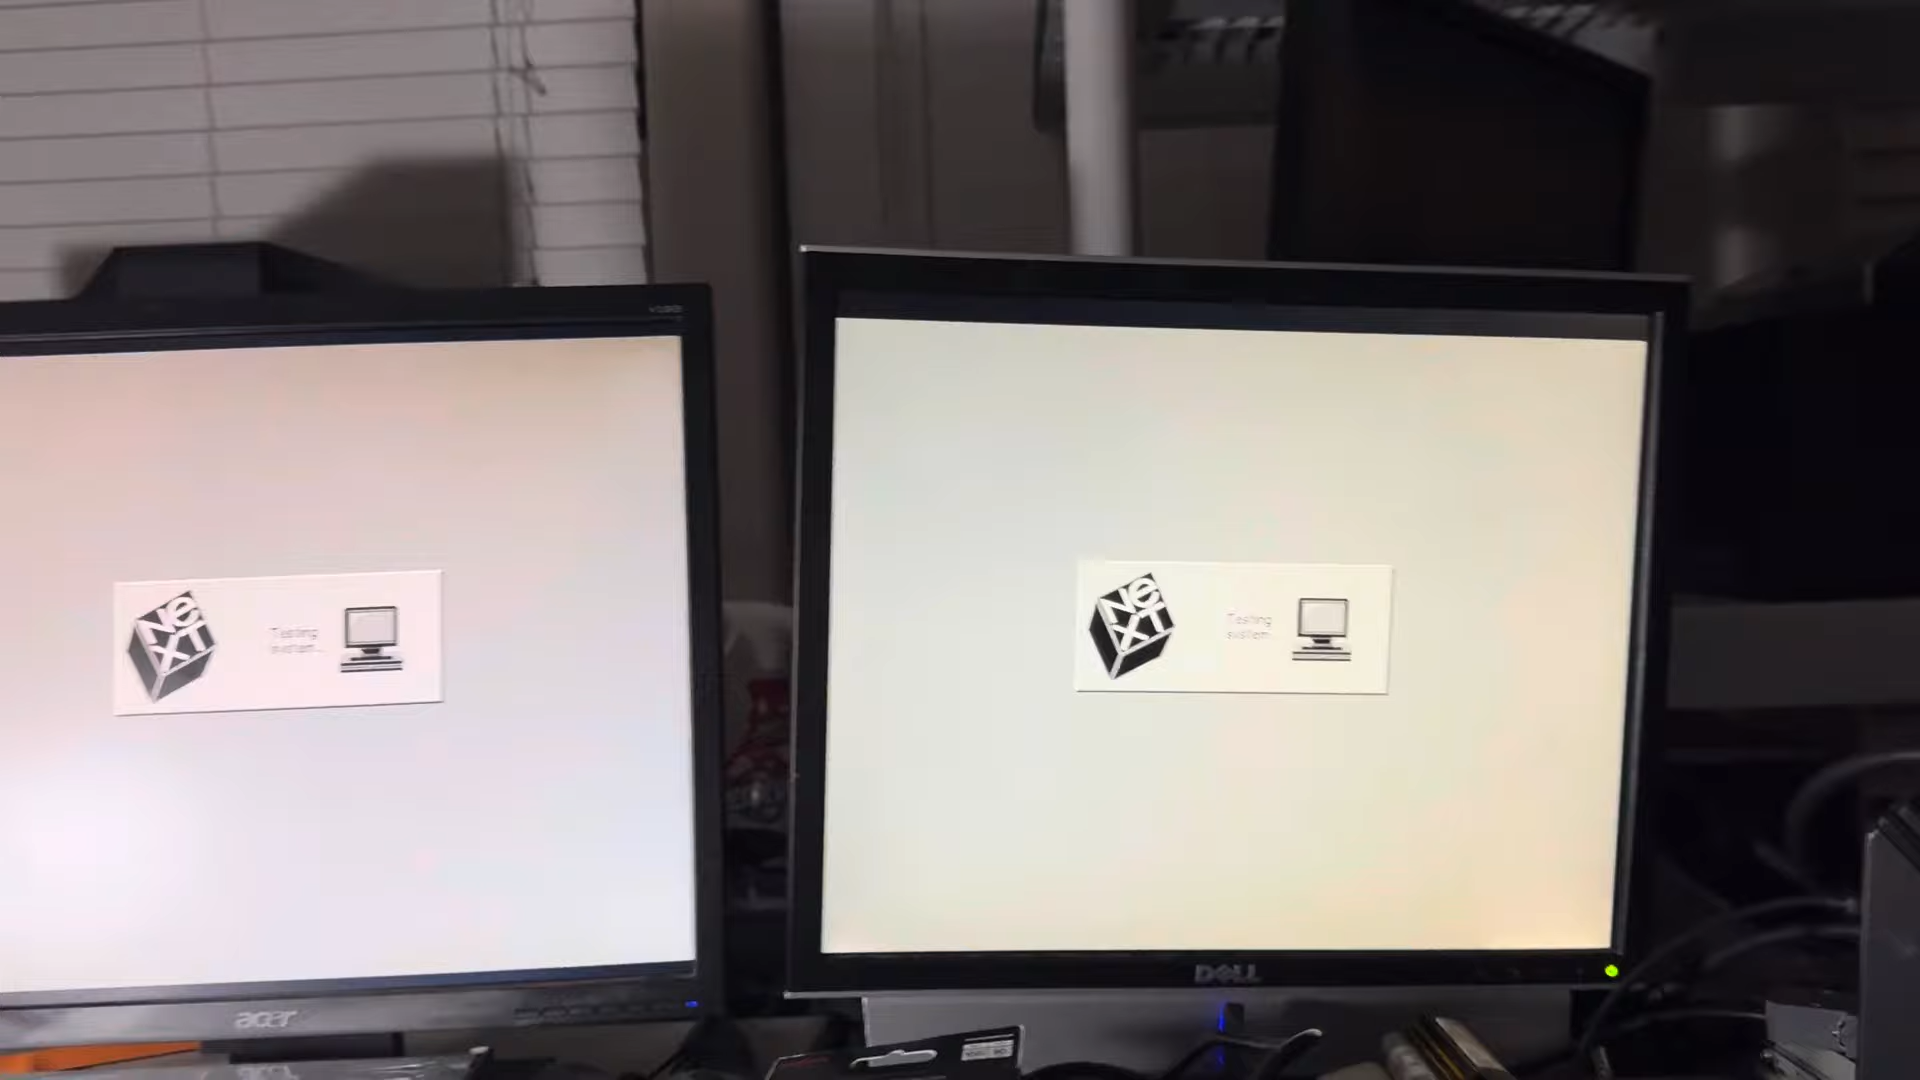 NeXT
Testing
system...
acer
NeXT
Testing
system...
DELL